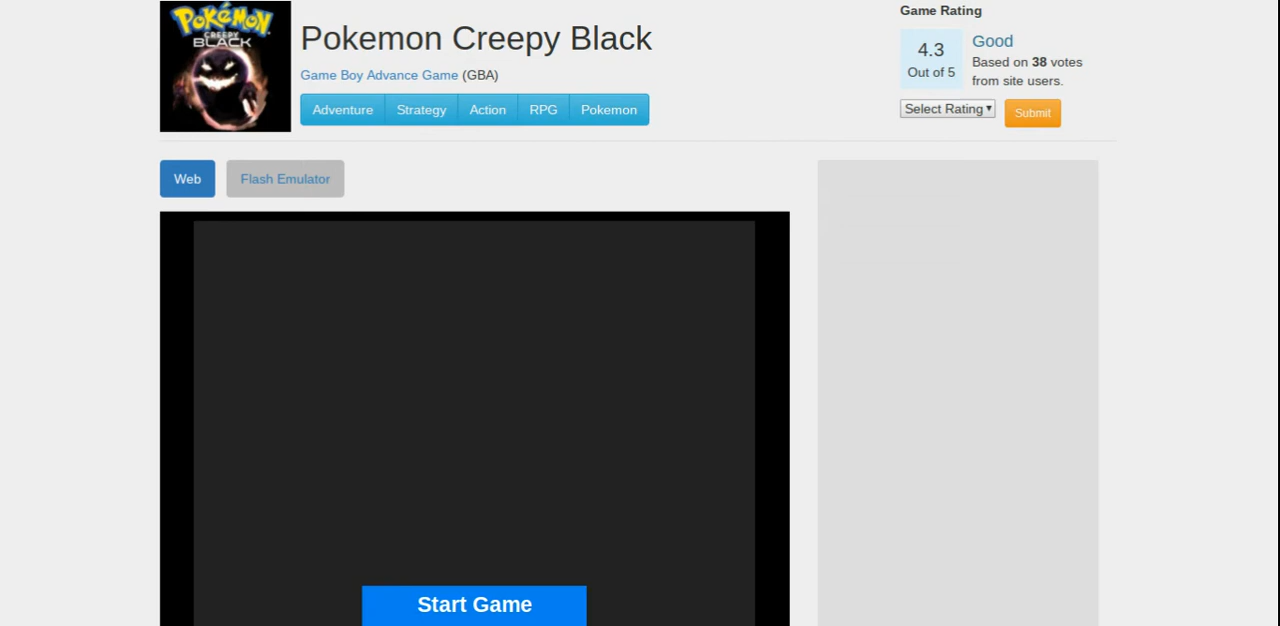 POKéMON
CREEPY
BLACK
Pokemon Creepy Black
Game Boy Advance Game (GBA)
Adventure Strategy Action RPG Pokemon
Game Rating
4.3
Out of 5
Good
Based on 38 votes
from site users.
Select Rating Submit
Web Flash Emulator
Start Game